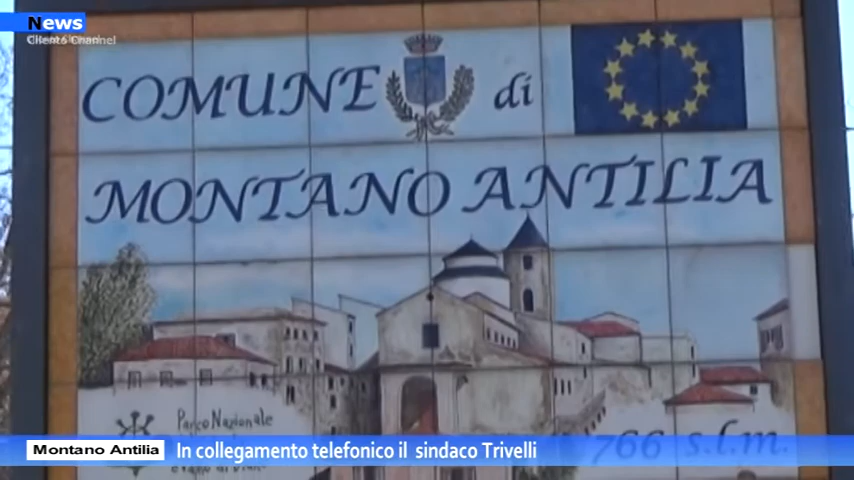 News
Cilento Channel
COMUNE di
MONTANO ANTILIA
Parco Nazionale
766 s.l.m.
Montano Antilia In collegamento telefonico il sindaco Trivelli